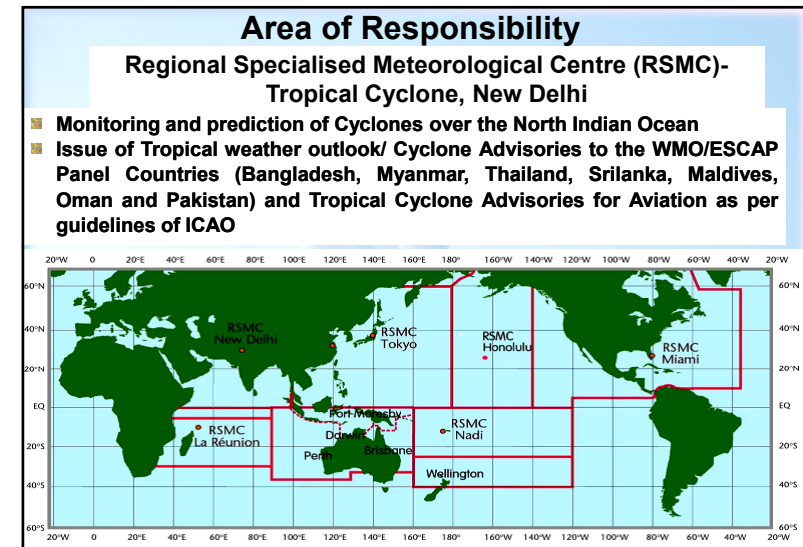 Area of Responsibility
Regional Specialised Meteorological Centre (RSMC)-
Tropical Cyclone, New Delhi
Monitoring and prediction of Cyclones over the North Indian Ocean
Issue of Tropical weather outlook/ Cyclone Advisories to the WMO/ESCAP
Panel Countries (Bangladesh, Myanmar, Thailand, Srilanka, Maldives,
Oman and Pakistan) and Tropical Cyclone Advisories for Aviation as per
guidelines of ICAO
20°W 0 20°E 40°E 60°E 80°E 100°E 120°E 140°E 160°E 180° 160°W 140°W 120°W 100°W 80°W 60°W 40°W 20°W
60°N 60°N
40°N 40°N
RSMC
New Delhi
RSMC
Tokyo
RSMC
Honolulu
RSMC
Miami
20°N 20°N
EQ EQ
Port Moresby
RSMC
La Réunion
Darwin
RSMC
Nadi
20°S 20°S
Perth
Brisbane
Wellington
40°S 40°S
60°S 60°S
20°W 0 20°E 40°E 60°E 80°E 100°E 120°E 140°E 160°E 180° 160°W 140°W 120°W 100°W 80°W 60°W 40°W 20°W